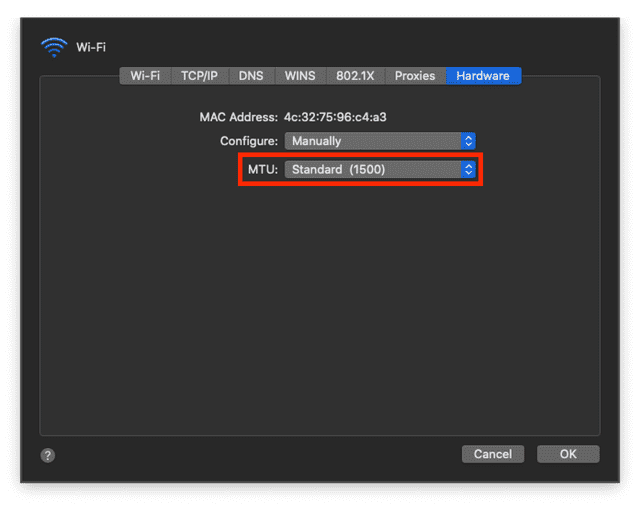 Wi-Fi
Wi-Fi TCP/IP DNS WINS 802.1X Proxies Hardware
MAC Address: 4c:32:75:96:c4:a3
Configure: Manually
MTU: Standard (1500)
? Cancel OK